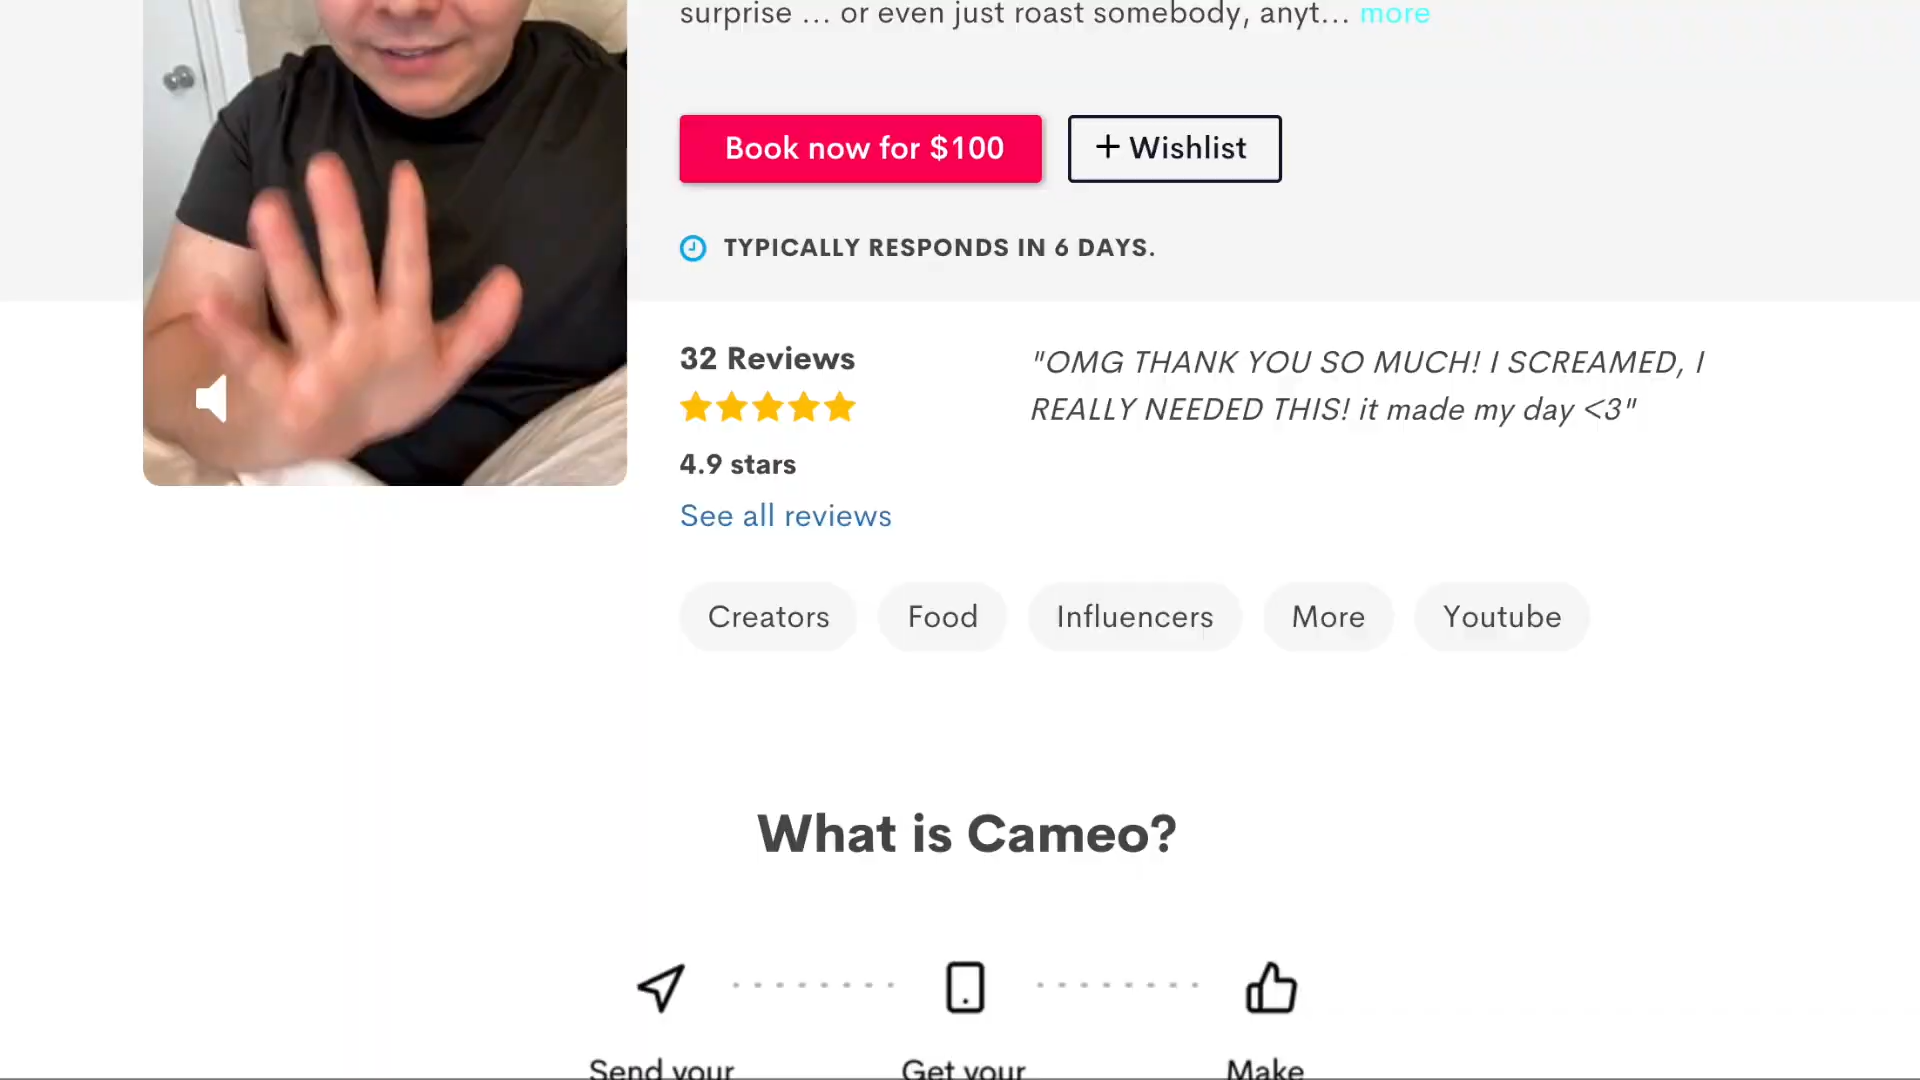 surprise ... or even just roast somebody, anyt... more
Book now for $100
+ Wishlist
TYPICALLY RESPONDS IN 6 DAYS.
32 Reviews
4.9 stars
See all reviews
"OMG THANK YOU SO MUCH! I SCREAMED, I
REALLY NEEDED THIS! it made my day <3"
Creators
Food
Influencers
More
Youtube
What is Cameo?
Send your
Get your
Make